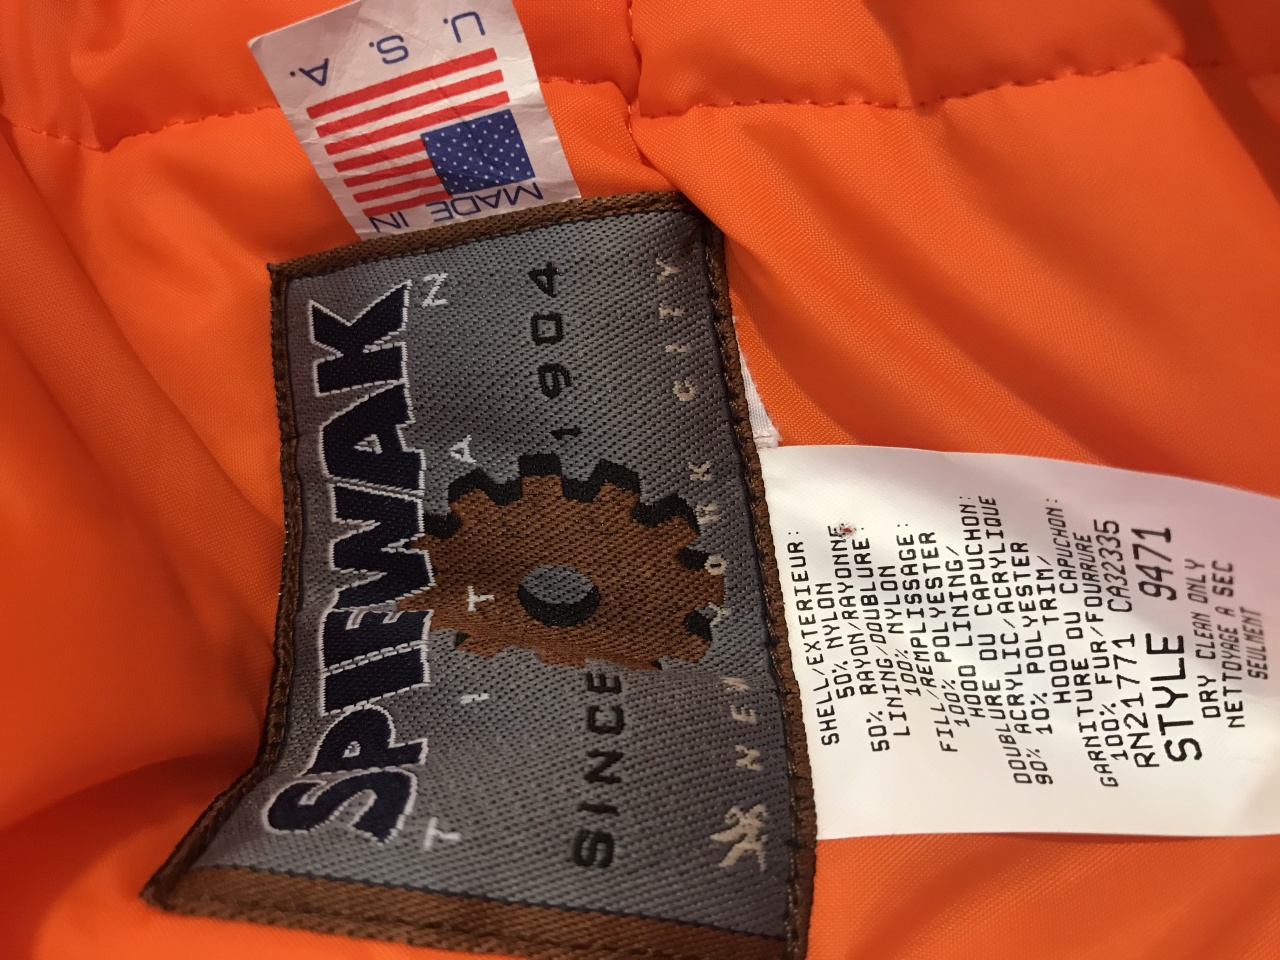 MADE IN
U. S. A.
SPIEWAK
TITAN
SINCE 1904
NEW YORK CITY
SHELL/EXTERIEUR:
50% NYLON
50% RAYON/RAYONNE
LINING/DOUBLURE:
100% NYLON
FILL/REMPLISSAGE:
100% POLYESTER
HOOD LINING/
DOUBLURE DU CAPUCHON:
90% ACRYLIC/ACRYLIQUE
10% POLYESTER
HOOD TRIM/
GARNITURE DU CAPUCHON:
100% FUR/FOURRURE
RN21771 CA32335
STYLE 9471
DRY CLEAN ONLY
NETTOYAGE A SEC
SEULMENT